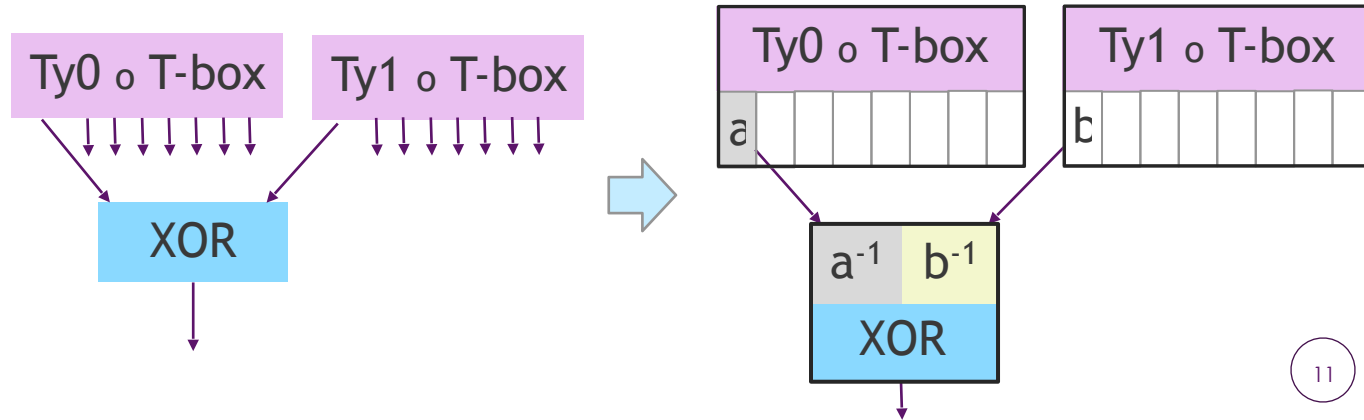 Ty0 o T-box
Ty1 o T-box
XOR
Ty0 o T-box
Ty1 o T-box
a
b
a-1
b-1
XOR
11